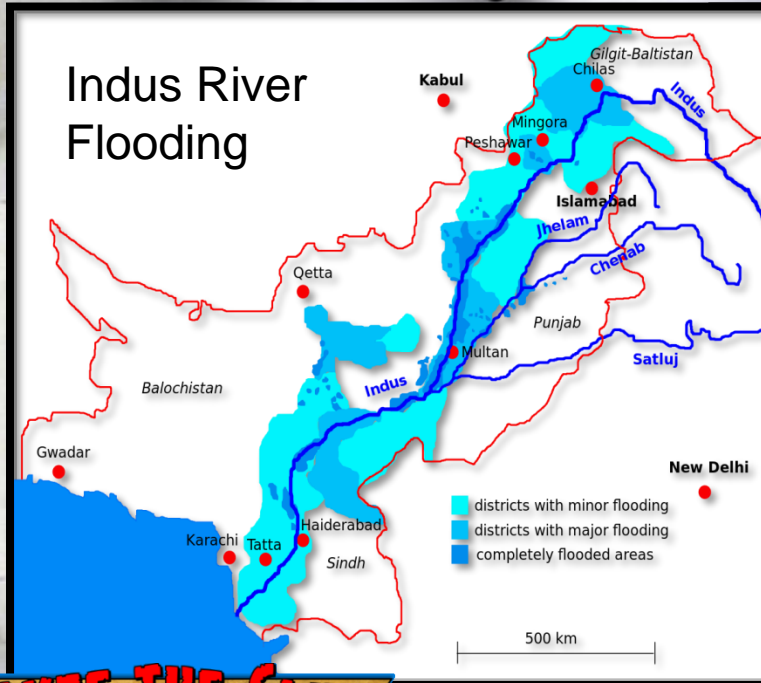 Indus River
Flooding
Gilgit-Baltistan
Chilas
Kabul
Indus
Mingora
Peshawar
Islamabad
Jhelam
Chenab
Qetta
Punjab
Multan
Satluj
Indus
Balochistan
Gwadar
New Delhi
districts with minor flooding
districts with major flooding
completely flooded areas
Haiderabad
Karachi
Tatta
Sindh
500 km
THE